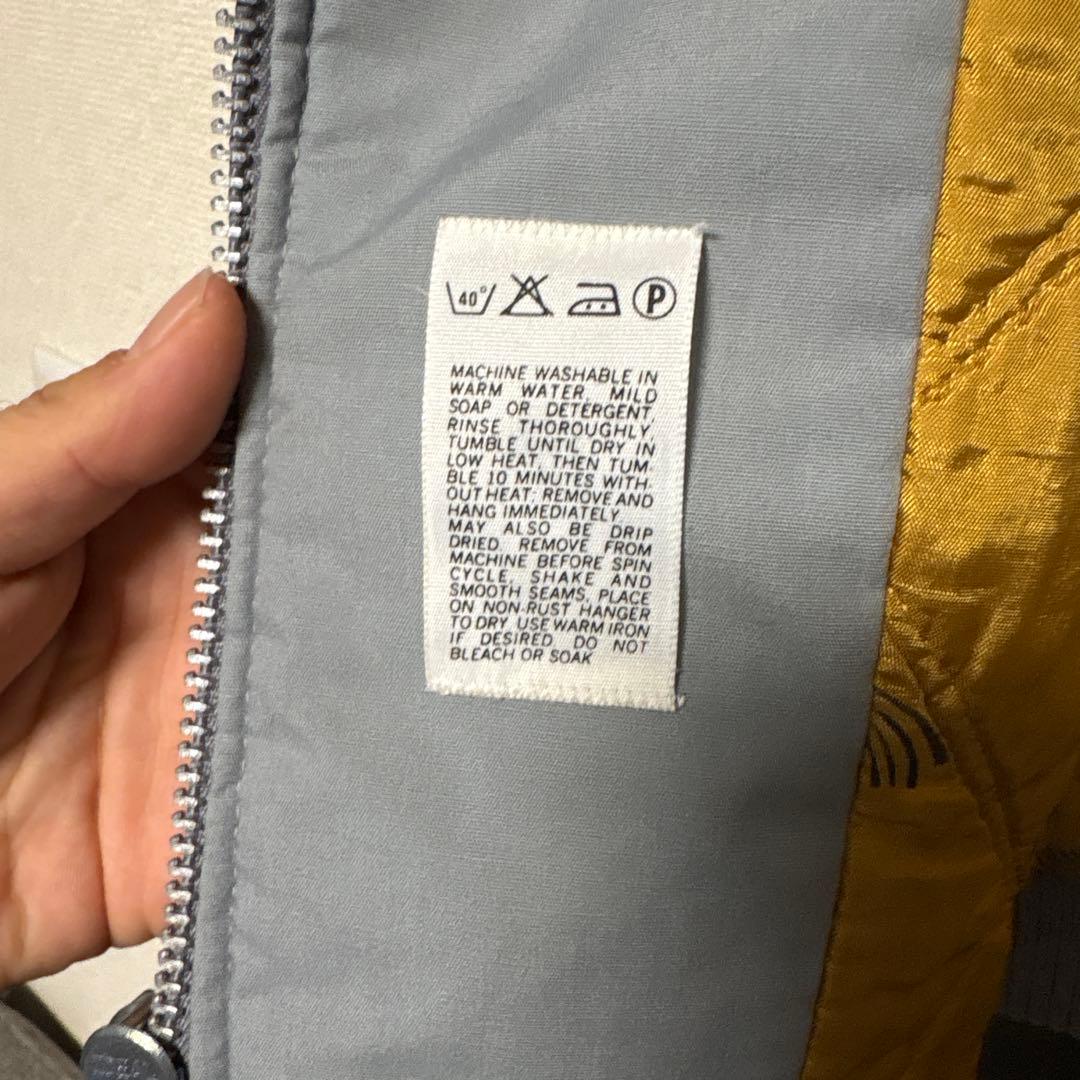 40° P
MACHINE WASHABLE IN
WARM WATER, MILD
SOAP OR DETERGENT,
RINSE THOROUGHLY,
TUMBLE UNTIL DRY IN
LOW HEAT, THEN TUM-
BLE 10 MINUTES WITH-
OUT HEAT; REMOVE AND
HANG IMMEDIATELY,
MAY ALSO BE DRIP
DRIED. REMOVE FROM
MACHINE BEFORE SPIN
CYCLE, SHAKE AND
SMOOTH SEAMS, PLACE
ON NON-RUST HANGER
TO DRY, USE WARM IRON
IF DESIRED DO NOT
BLEACH OR SOAK